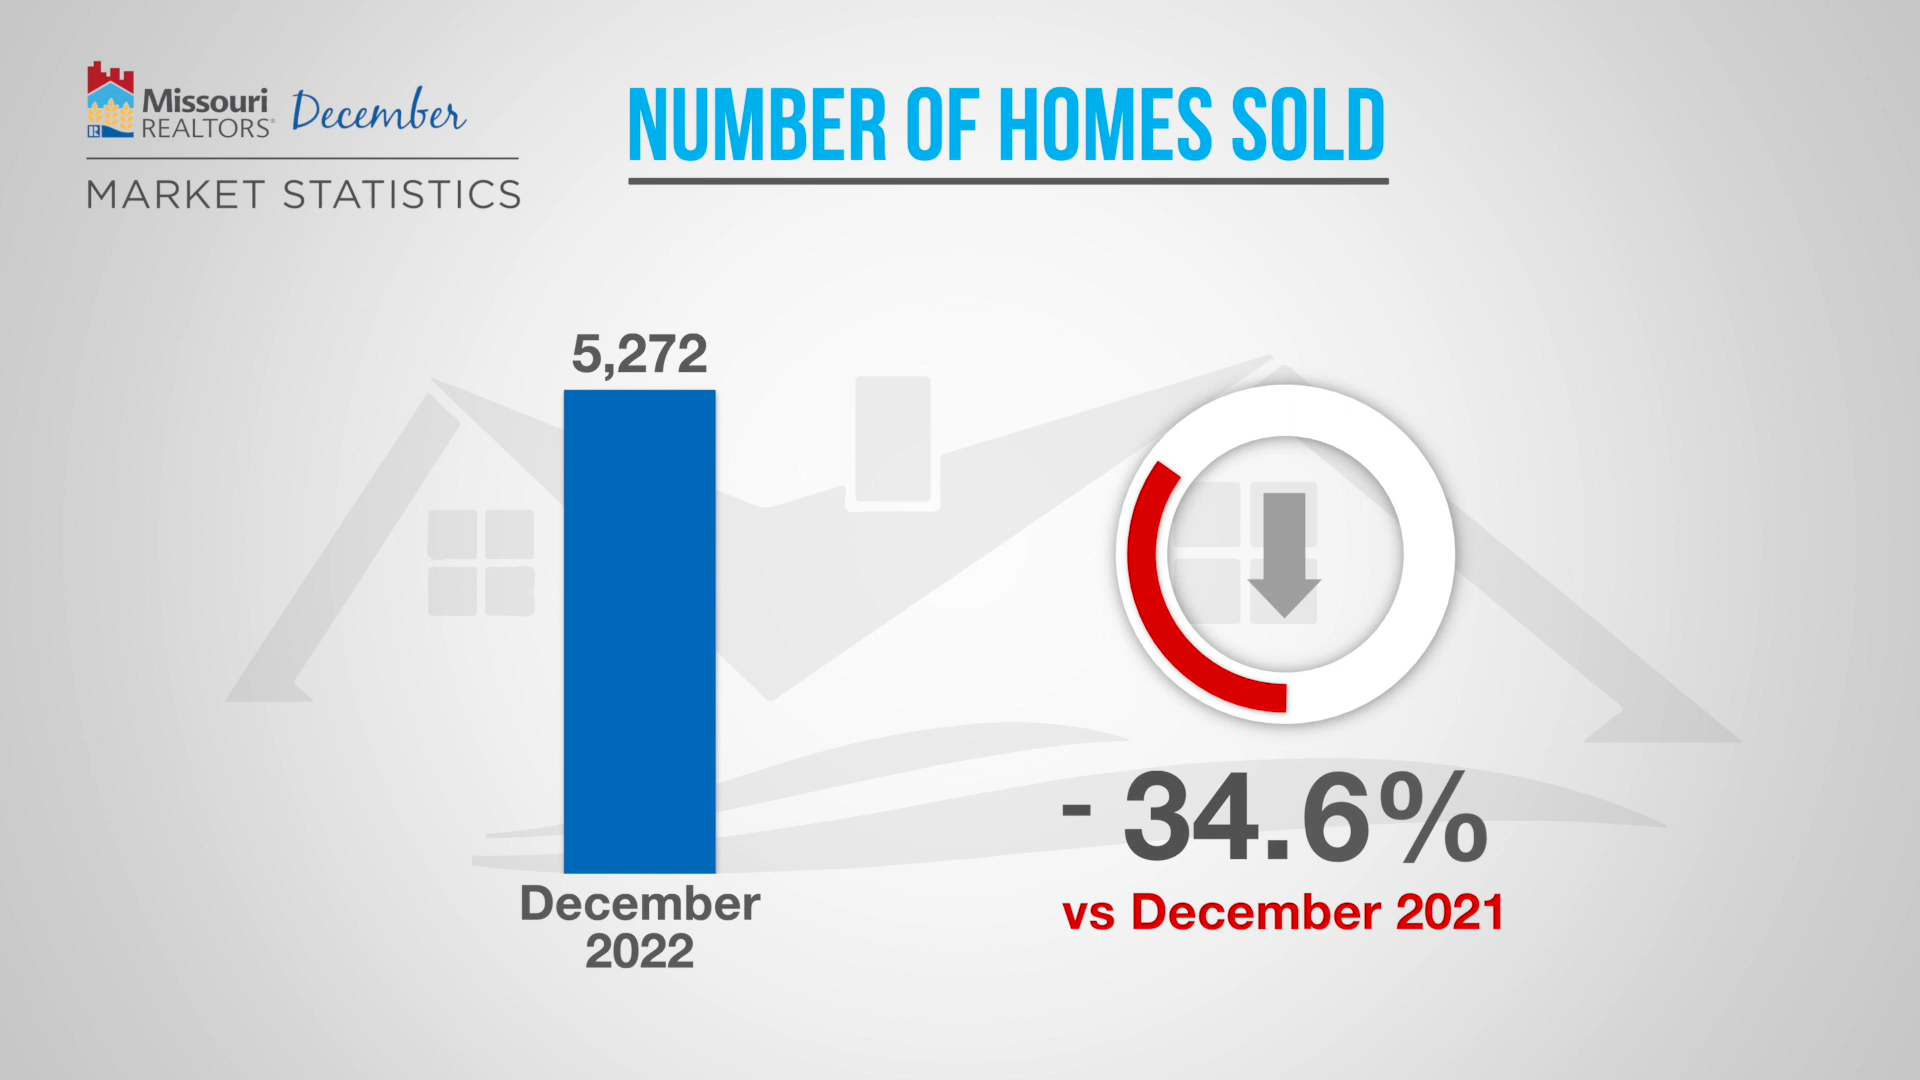 Missouri
REALTORS®
December
MARKET STATISTICS
NUMBER OF HOMES SOLD
5,272
December
2022
- 34.6%
vs December 2021